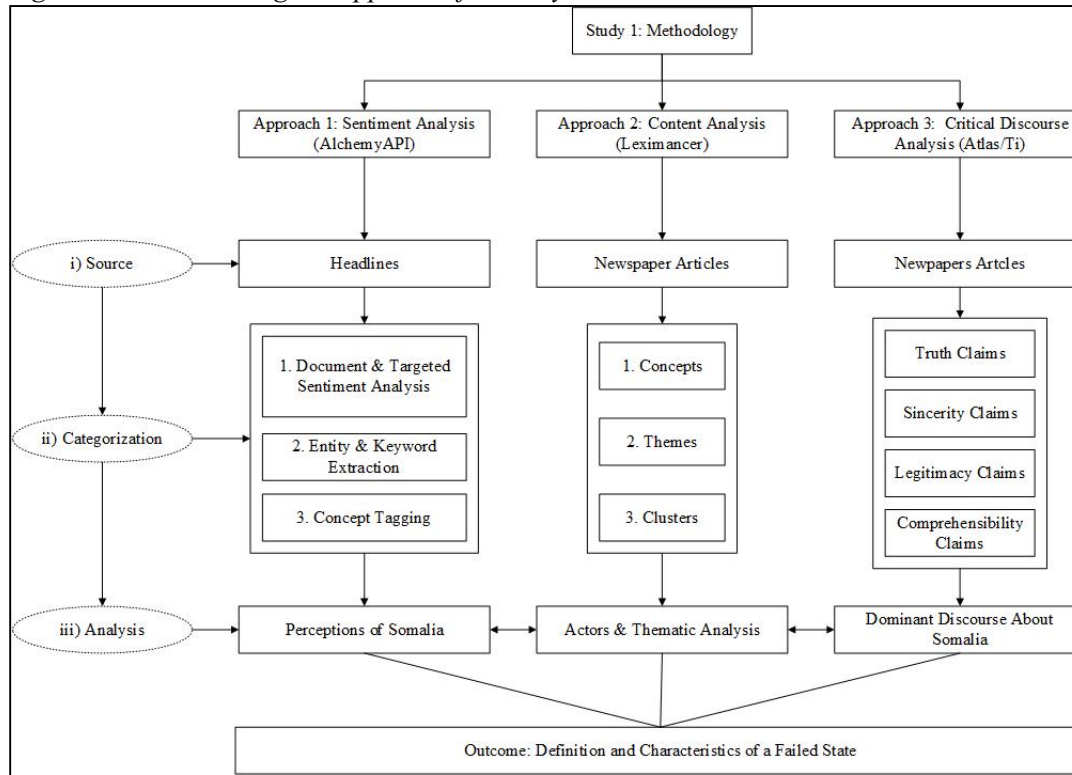 Study 1: Methodology
Approach 1: Sentiment Analysis
(AlchemyAPI)
Approach 2: Content Analysis
(Leximancer)
Approach 3: Critical Discourse
Analysis (Atlas/Ti)
i) Source
Headlines
Newspaper Articles
Newpapers Artcles
ii) Categorization
1. Document & Targeted
Sentiment Analysis
2. Entity & Keyword
Extraction
3. Concept Tagging
1. Concepts
2. Themes
3. Clusters
Truth Claims
Sincerity Claims
Legitimacy Claims
Comprehensibility
Claims
iii) Analysis
Perceptions of Somalia
Actors & Thematic Analysis
Dominant Discourse About
Somalia
Outcome: Definition and Characteristics of a Failed State